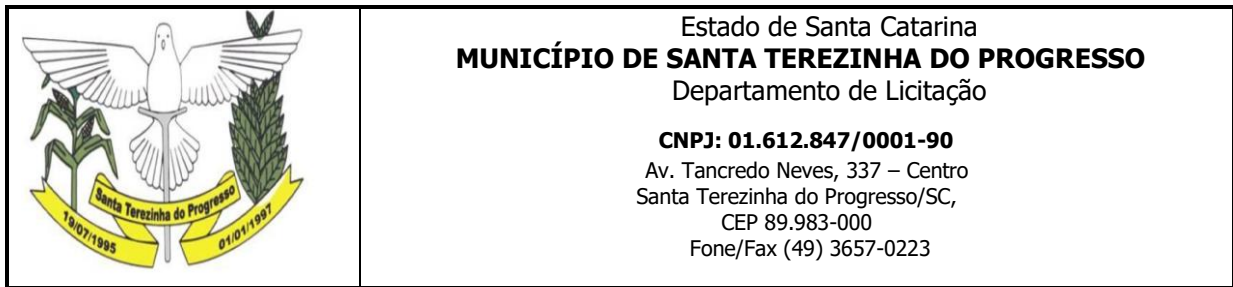 Santa Terezinha do Progresso
19/07/1995
01/01/1997
Estado de Santa Catarina
MUNICÍPIO DE SANTA TEREZINHA DO PROGRESSO
Departamento de Licitação
CNPJ: 01.612.847/0001-90
Av. Tancredo Neves, 337 – Centro
Santa Terezinha do Progresso/SC,
CEP 89.983-000
Fone/Fax (49) 3657-0223